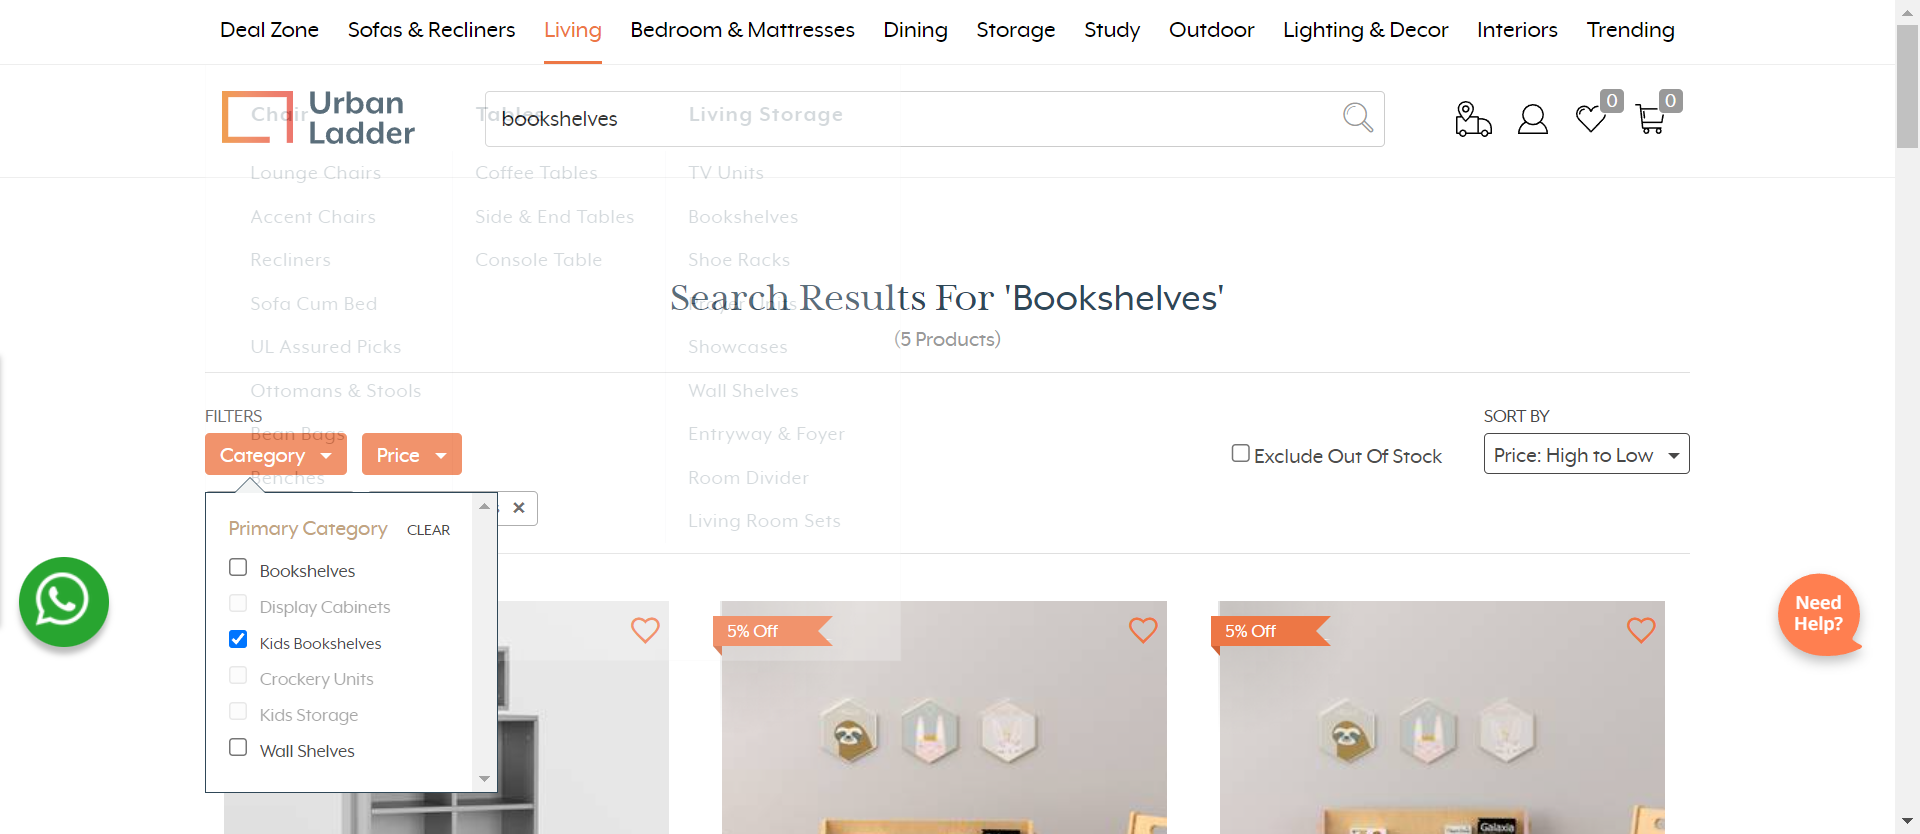 Deal Zone Sofas & Recliners Living Bedroom & Mattresses Dining Storage Study Outdoor Lighting & Decor Interiors Trending
Urban
Ladder
bookshelves
0
0
Chair
Tables
Living Storage
Lounge Chairs
Coffee Tables
TV Units
Accent Chairs
Side & End Tables
Bookshelves
Recliners
Console Table
Shoe Racks
Sofa Cum Bed
Search Results For 'Bookshelves'
(5 Products)
UL Assured Picks
Showcases
Ottomans & Stools
Wall Shelves
FILTERS
SORT BY
Bean Bags
Entryway & Foyer
Category
Price
Exclude Out Of Stock
Price: High to Low
Benches
Room Divider
Living Room Sets
Primary Category
CLEAR
Bookshelves
Display Cabinets
Kids Bookshelves
Crockery Units
Kids Storage
Wall Shelves
5% Off
5% Off
Need
Help?
Galaxia